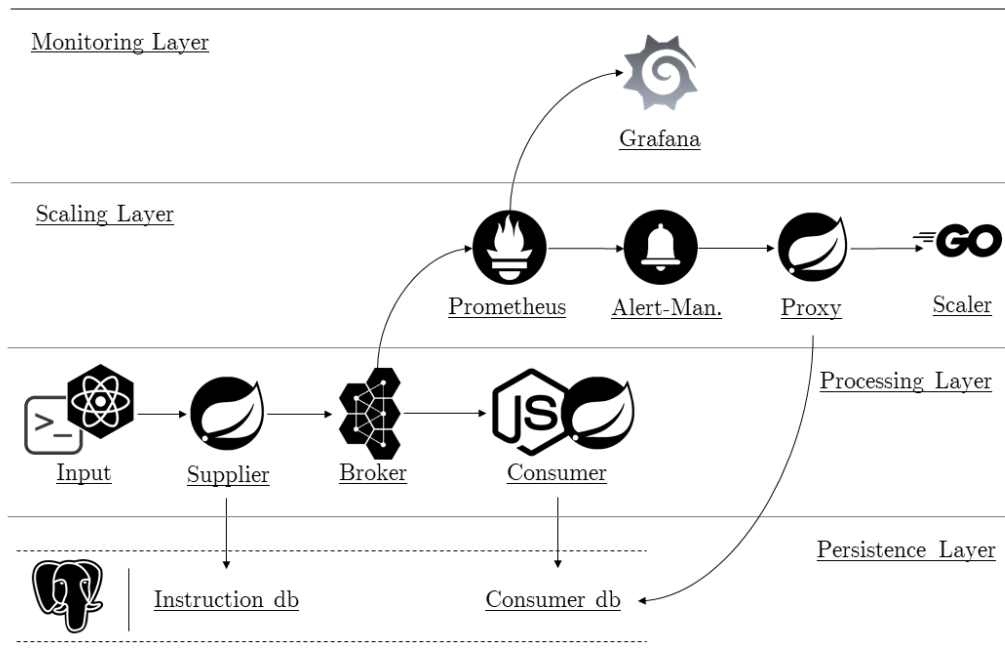 Monitoring Layer
Grafana
Scaling Layer
GO
Prometheus
Alert-Man.
Proxy
Scaler
Processing Layer
>_
JS
Input
Supplier
Broker
Consumer
Persistence Layer
Instruction db
Consumer db